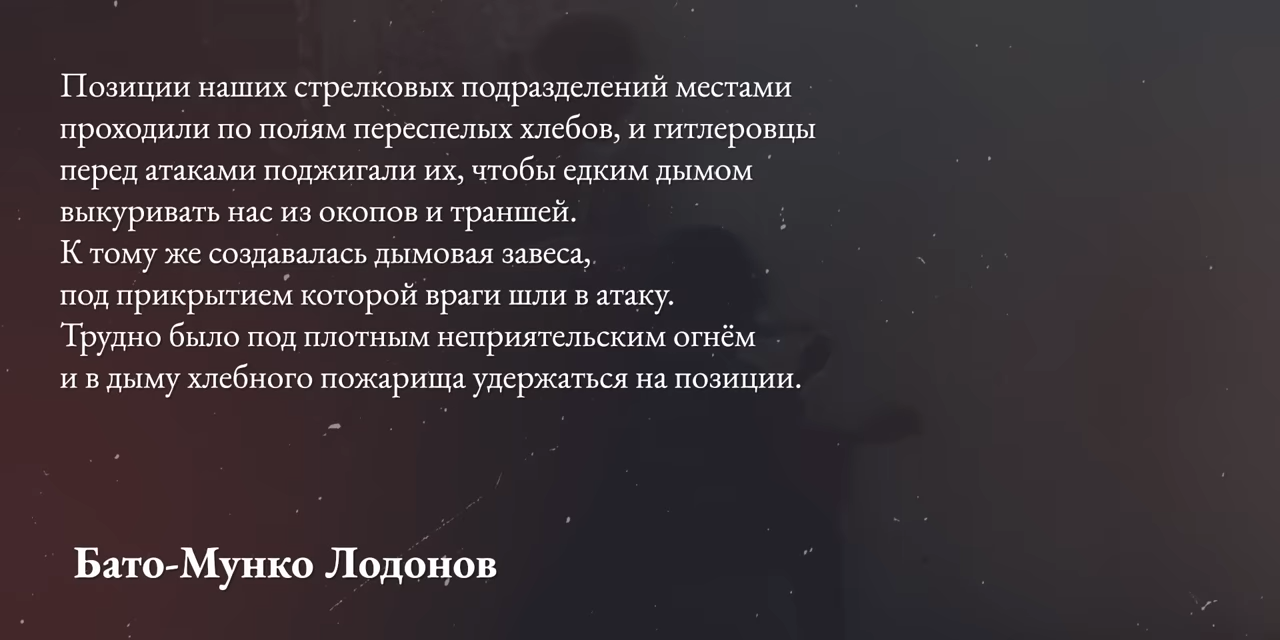 Позиции наших стрелковых подразделений местами
проходили по полям переспелых хлебов, и гитлеровцы
перед атаками поджигали их, чтобы едким дымом
выкуривать нас из окопов и траншей.
К тому же создавалась дымовая завеса,
под прикрытием которой враги шли в атаку.
Трудно было под плотным неприятельским огнём
и в дыму хлебного пожарища удержаться на позиции.
Бато-Мунко Лодонов